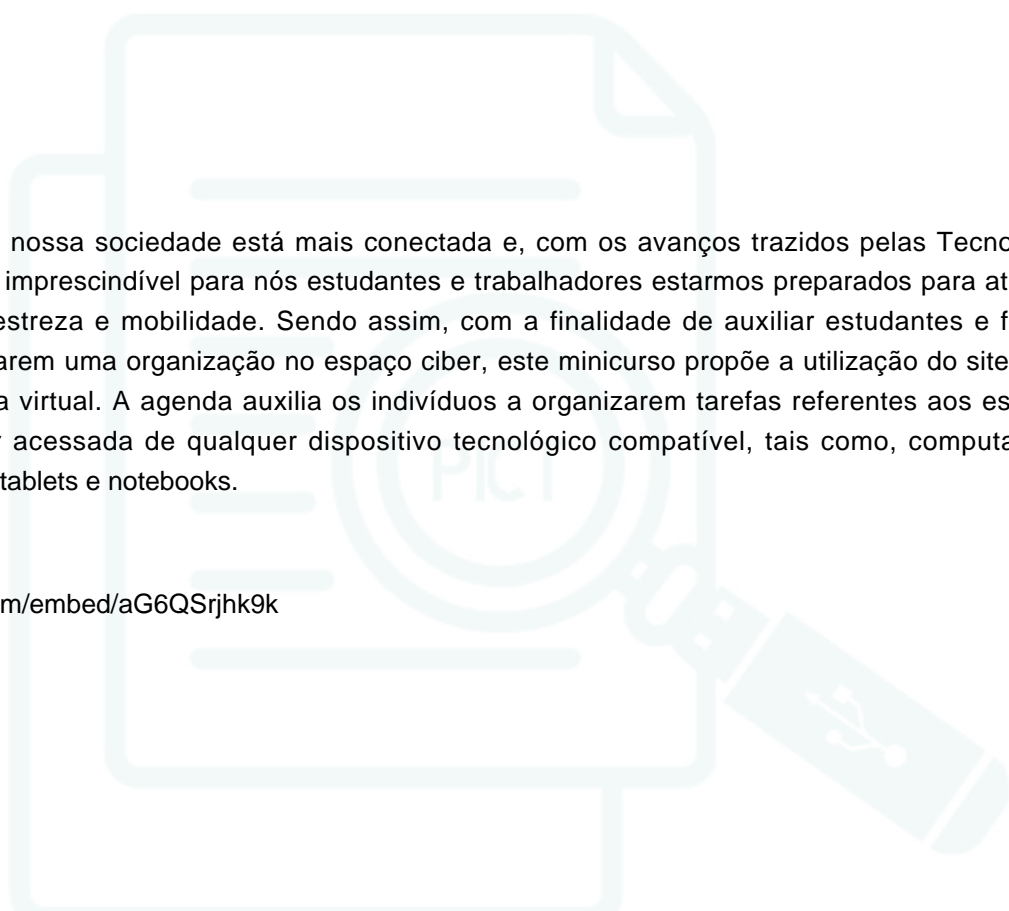 nossa sociedade está mais conectada e, com os avanços trazidos pelas Tecno
imprescindível para nós estudantes e trabalhadores estarmos preparados para at
estreza e mobilidade. Sendo assim, com a finalidade de auxiliar estudantes e f
arem uma organização no espaço ciber, este minicurso propõe a utilização do site
a virtual. A agenda auxilia os indivíduos a organizarem tarefas referentes aos es
r acessada de qualquer dispositivo tecnológico compatível, tais como, computa
tablets e notebooks.
PICT
m/embed/aG6QSrjhk9k